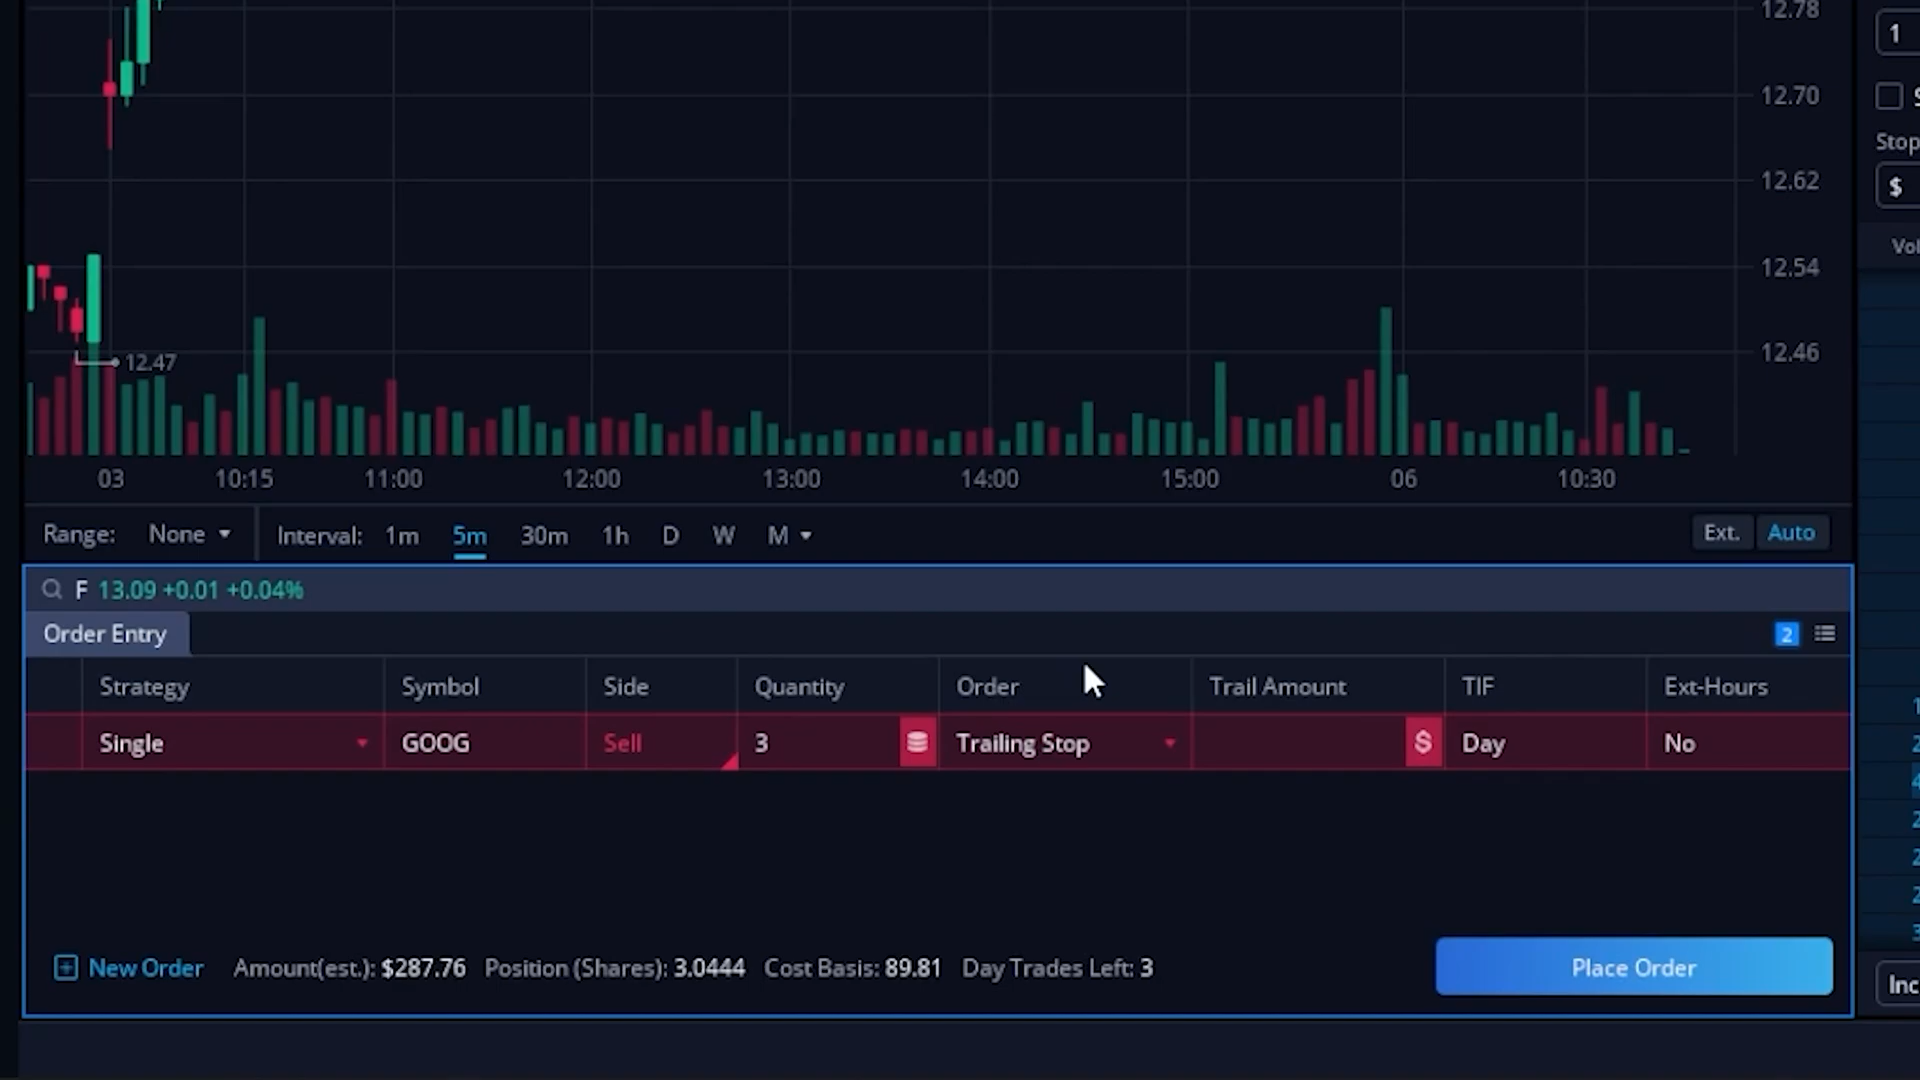 12.78
12.70
12.62
12.54
12.46
12.47
03 10:15 11:00 12:00 13:00 14:00 15:00 06 10:30
Range: None Interval: 1m 5m 30m 1h D W M Ext. Auto
F 13.09 +0.01 +0.04%
Order Entry 2
Strategy Symbol Side Quantity Order Trail Amount TIF Ext-Hours
Single GOOG Sell 3 Trailing Stop $ Day No
New Order Amount(est.): $287.76 Position (Shares): 3.0444 Cost Basis: 89.81 Day Trades Left: 3 Place Order
1
Stop
$